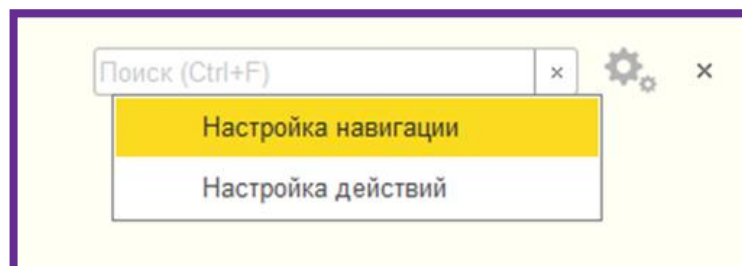 Поиск (Ctrl+F)
Настройка навигации
Настройка действий